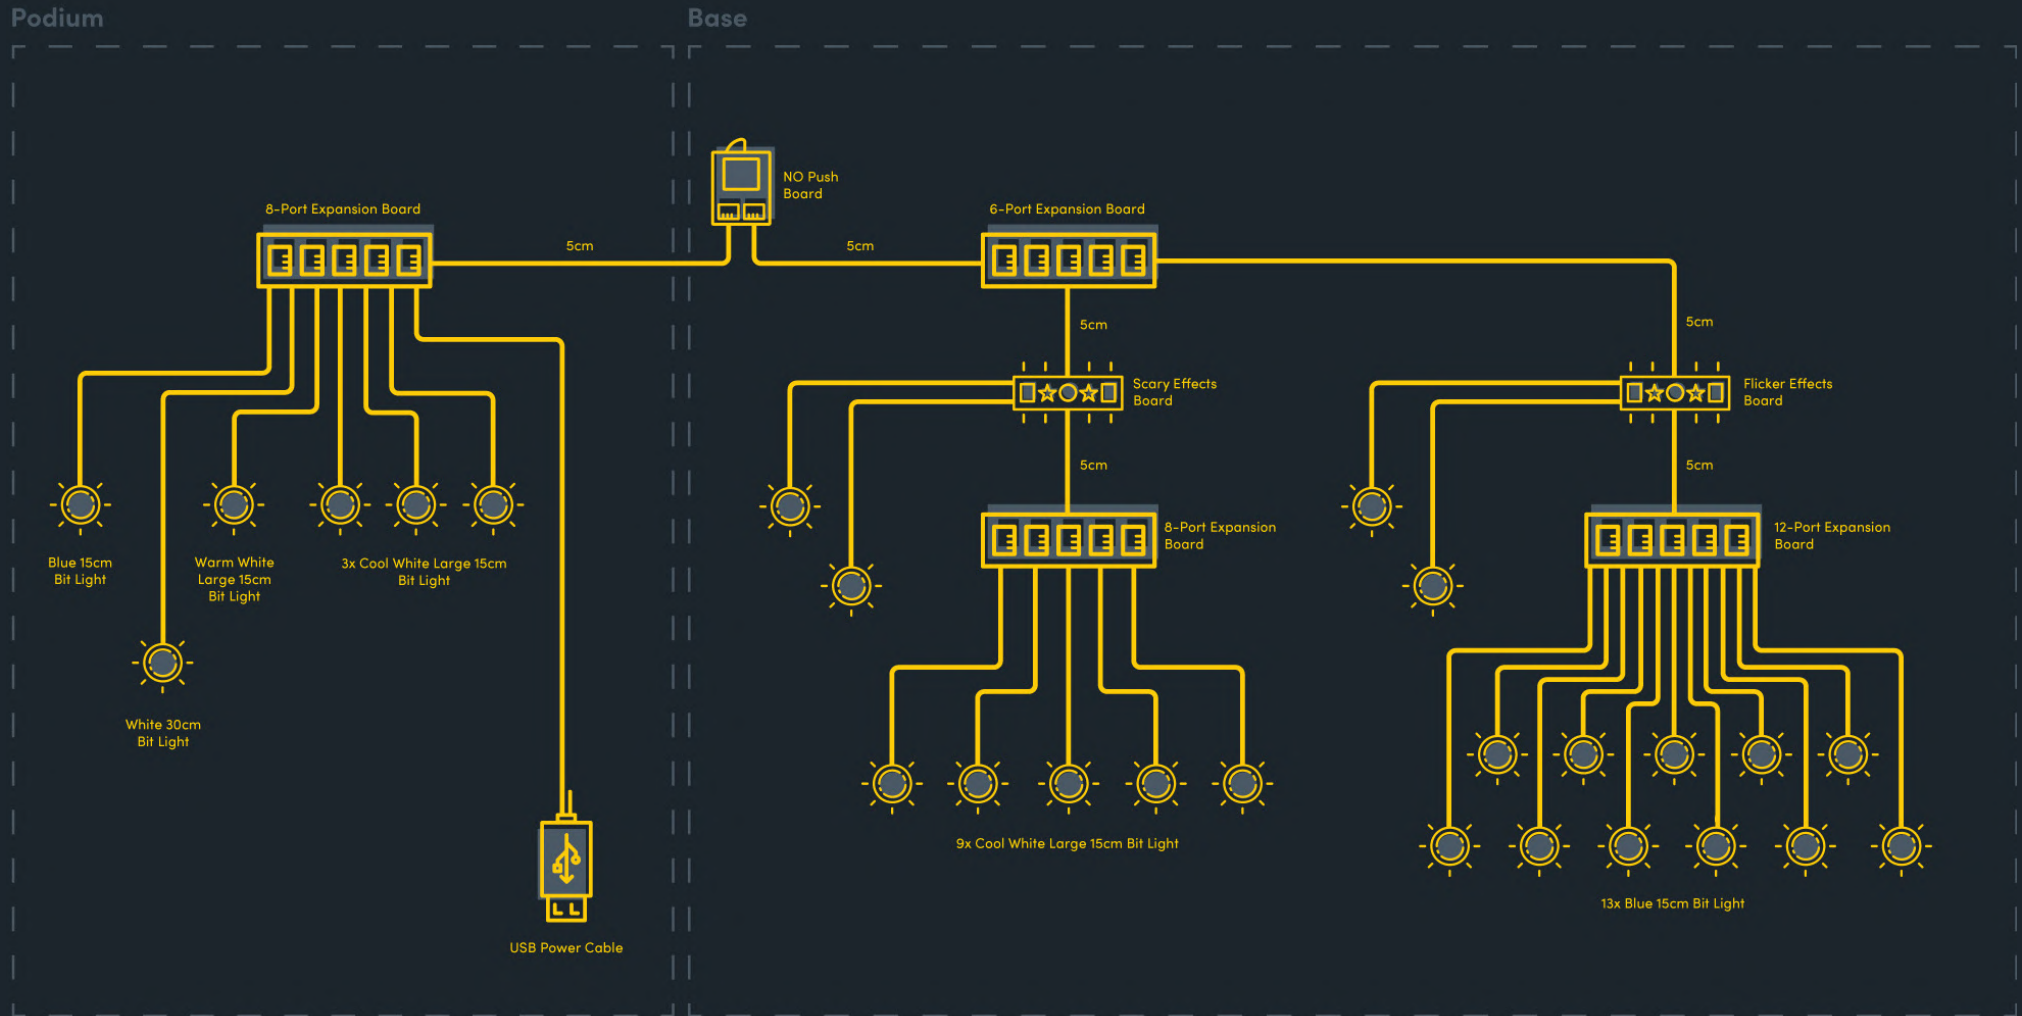 Podium
Base
NO Push
Board
8-Port Expansion Board
6-Port Expansion Board
5cm
5cm
5cm
5cm
Scary Effects
Board
Flicker Effects
Board
5cm
5cm
8-Port Expansion
Board
12-Port Expansion
Board
Blue 15cm
Bit Light
Warm White
Large 15cm
Bit Light
3x Cool White Large 15cm
Bit Light
White 30cm
Bit Light
9x Cool White Large 15cm Bit Light
13x Blue 15cm Bit Light
USB Power Cable